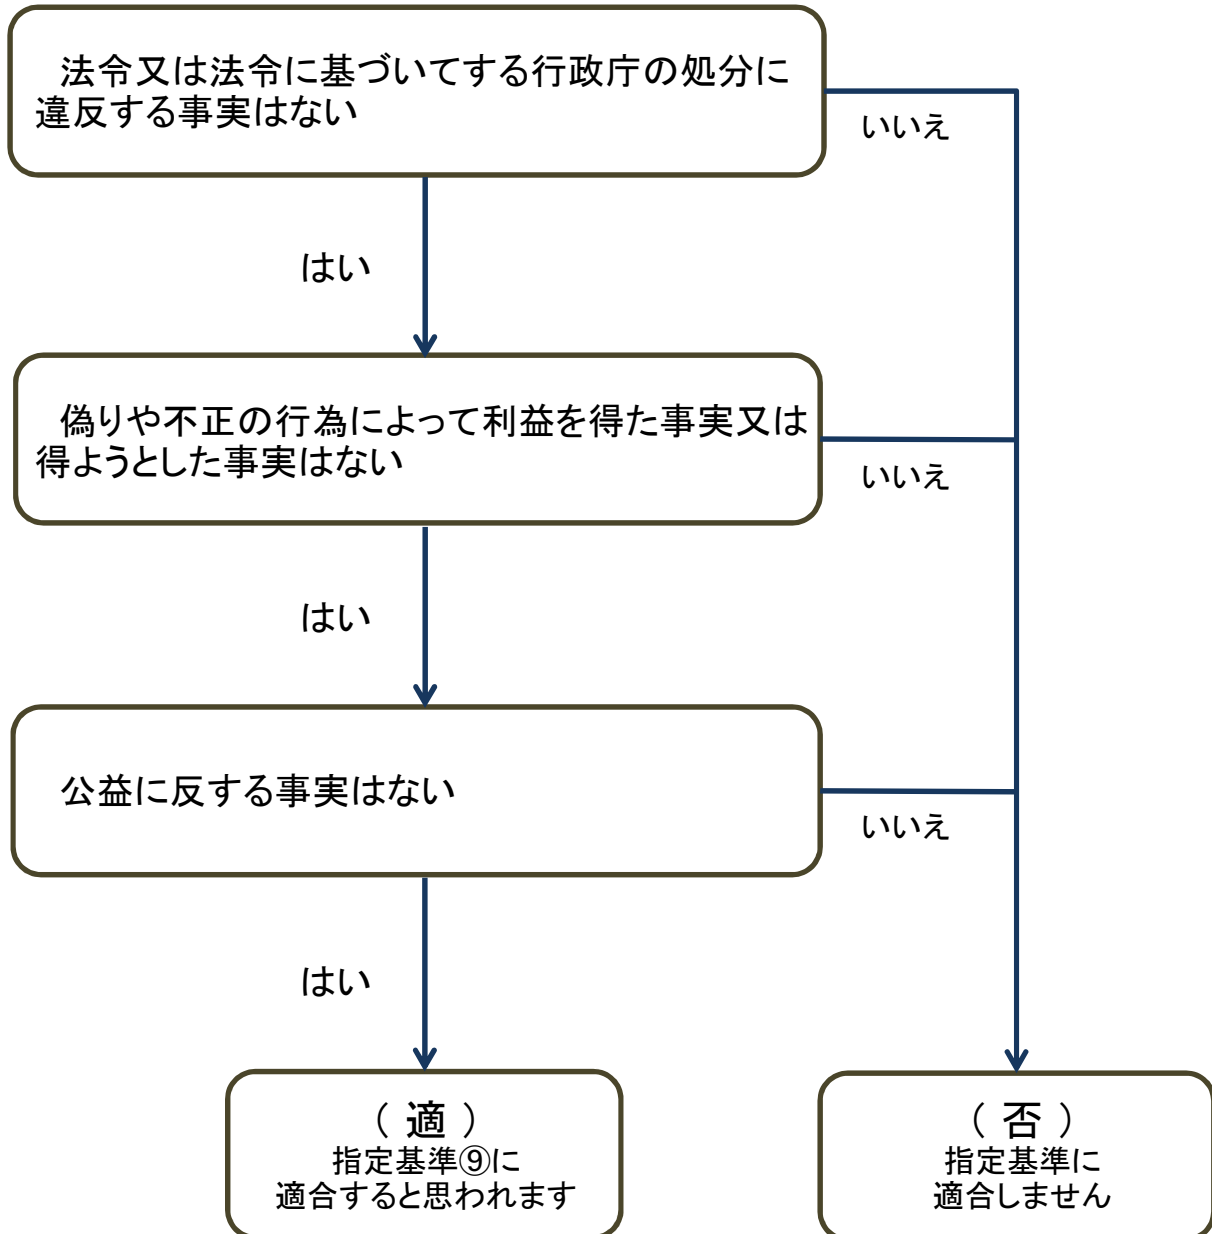 法令又は法令に基づいてする行政庁の処分に
違反する事実はない
いいえ
はい
偽りや不正の行為によって利益を得た事実又は
得ようとした事実はない
いいえ
はい
公益に反する事実はない
いいえ
はい
（ 適 ）
指定基準⑨に
適合すると思われます
（ 否 ）
指定基準に
適合しません